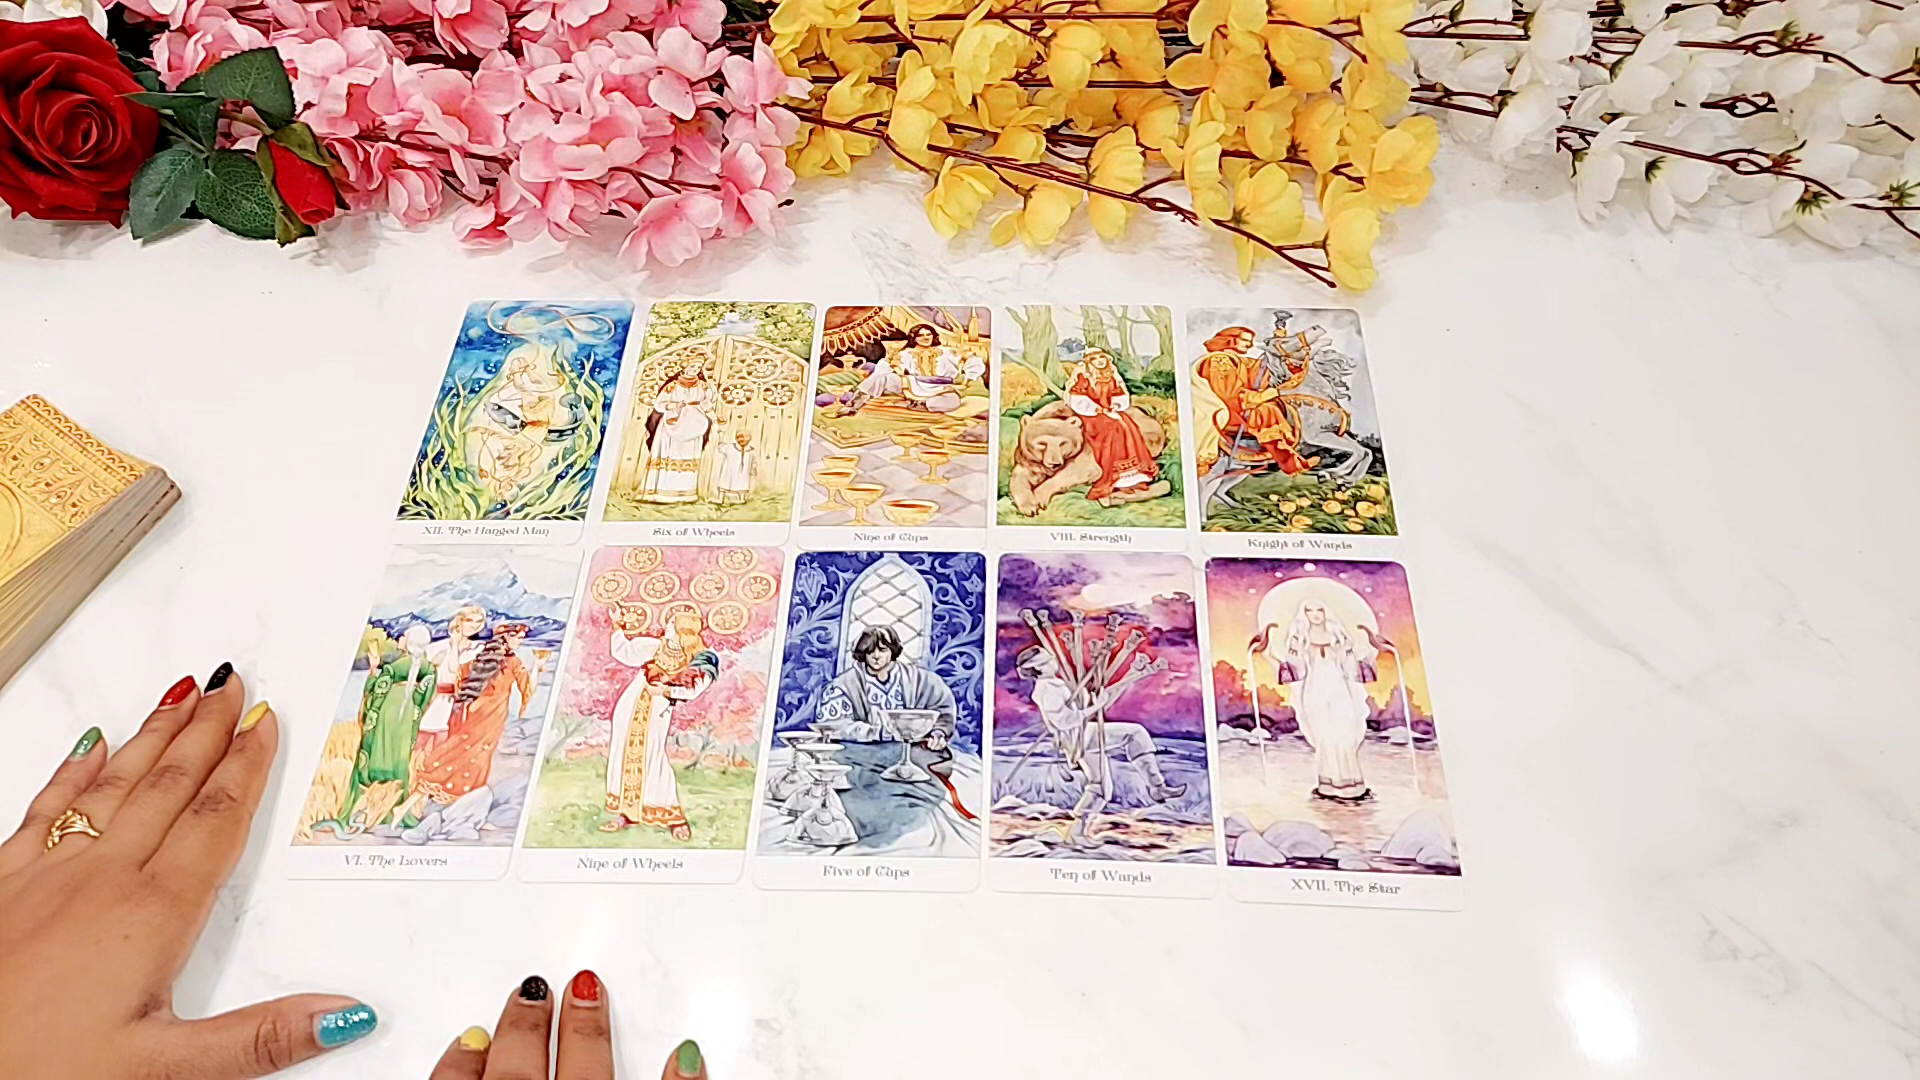 XII. The Hanged Man
Six of Wheels
Nine of Cups
VIII. Strength
Knight of Wands
VI. The Lovers
Nine of Wheels
Five of Cups
Ten of Wands
XVII. The Star